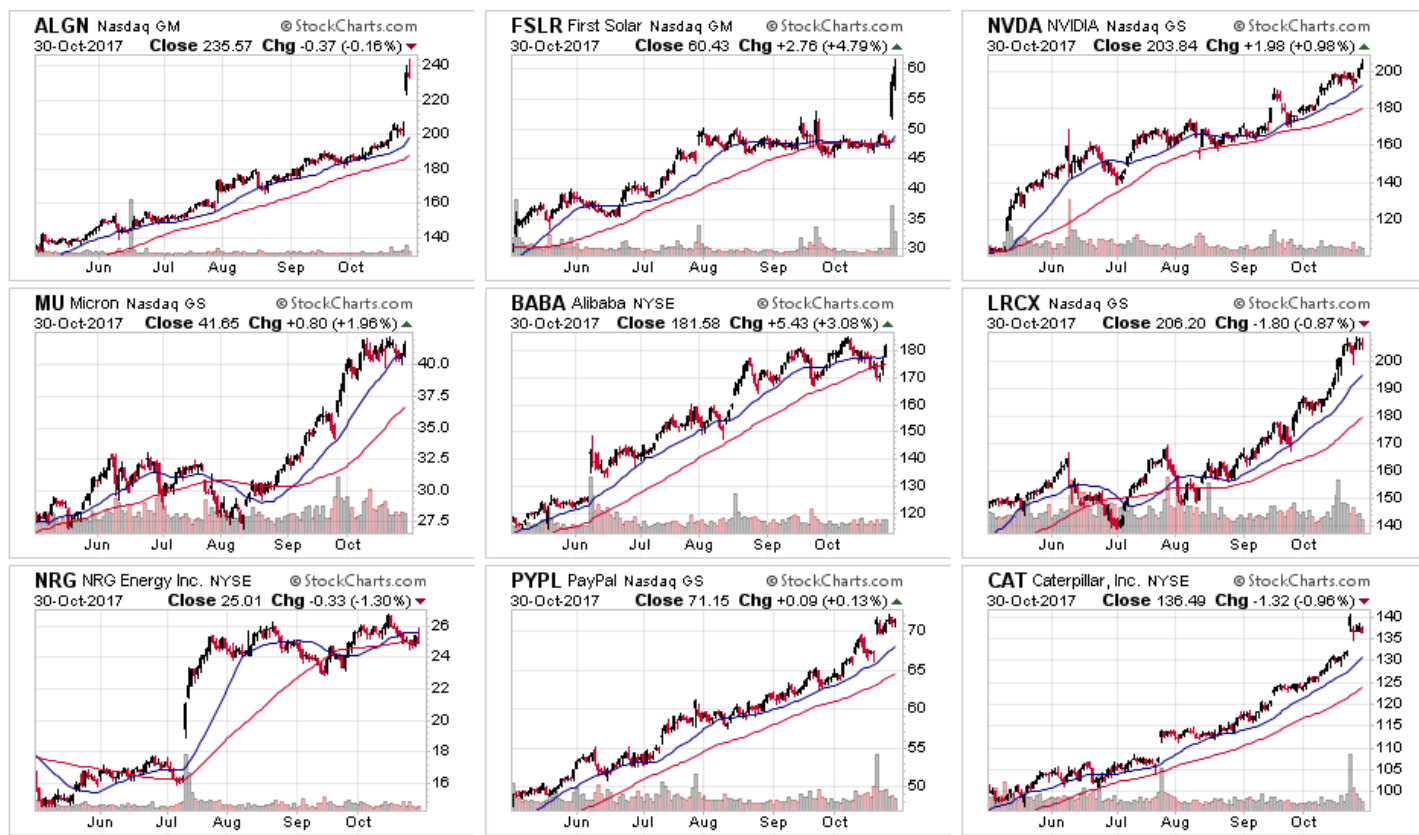 ALGN Nasdaq GM © StockCharts.com
30-Oct-2017 Close 235.57 Chg -0.37 (-0.16%)
240
220
200
180
160
140
Jun Jul Aug Sep Oct
FSLR First Solar Nasdaq GM © StockCharts.com
30-Oct-2017 Close 60.43 Chg +2.76 (+4.79%)
60
55
50
45
40
35
30
Jun Jul Aug Sep Oct
NVDA NVIDIA Nasdaq GS © StockCharts.com
30-Oct-2017 Close 203.84 Chg +1.98 (+0.98%)
200
180
160
140
120
Jun Jul Aug Sep Oct
MU Micron Nasdaq GS © StockCharts.com
30-Oct-2017 Close 41.65 Chg +0.80 (+1.96%)
40.0
37.5
35.0
32.5
30.0
27.5
Jun Jul Aug Sep Oct
BABA Alibaba NYSE © StockCharts.com
30-Oct-2017 Close 181.58 Chg +5.43 (+3.08%)
180
170
160
150
140
130
120
Jun Jul Aug Sep Oct
LRCX Nasdaq GS © StockCharts.com
30-Oct-2017 Close 206.20 Chg -1.80 (-0.87%)
200
190
180
170
160
150
140
Jun Jul Aug Sep Oct
NRG NRG Energy Inc. NYSE © StockCharts.com
30-Oct-2017 Close 25.01 Chg -0.33 (-1.30%)
26
24
22
20
18
16
Jun Jul Aug Sep Oct
PYPL PayPal Nasdaq GS © StockCharts.com
30-Oct-2017 Close 71.15 Chg +0.09 (+0.13%)
70
65
60
55
50
Jun Jul Aug Sep Oct
CAT Caterpillar, Inc. NYSE © StockCharts.com
30-Oct-2017 Close 136.49 Chg -1.32 (-0.96%)
140
135
130
125
120
115
110
105
100
Jun Jul Aug Sep Oct